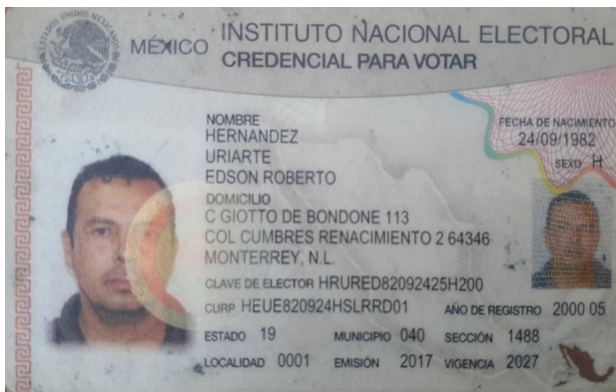 MÉXICO
INSTITUTO NACIONAL ELECTORAL
CREDENCIAL PARA VOTAR
NOMBRE
HERNANDEZ
URIARTE
EDSON ROBERTO
FECHA DE NACIMIENTO
24/09/1982
SEXO H
DOMICILIO
C GIOTTO DE BONDONE 113
COL CUMBRES RENACIMIENTO 2 64346
MONTERREY, N.L.
CLAVE DE ELECTOR HRURED82092425H200
CURP HEUE820924HSLRRD01 AÑO DE REGISTRO 2000 05
ESTADO 19 MUNICIPIO 040 SECCIÓN 1488
LOCALIDAD 0001 EMISIÓN 2017 VIGENCIA 2027